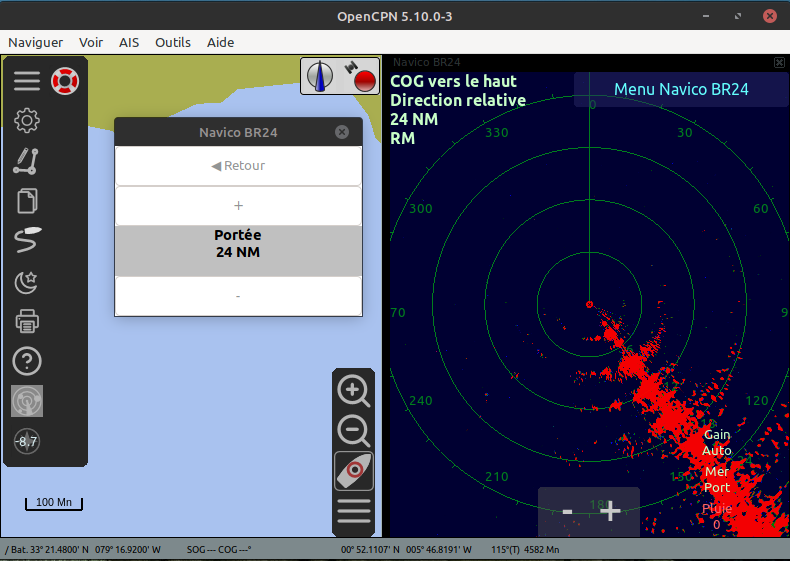 OpenCPN 5.10.0-3
Naviguer Voir AIS Outils Aide
Navico BR24
COG vers le haut
Direction relative
24 NM
RM
Menu Navico BR24
0
330
30
300
60
70
9
240
120
210
150
180
Gain
Auto
Mer
Port
Pluie
0
- +
Navico BR24
◀ Retour
+
Portée
24 NM
-
-8.7
100 Mn
/ Bat. 33° 21.4800' N 079° 16.9200' W SOG --- COG ---° 00° 52.1107' N 005° 46.8191' W 115°(T) 4582 Mn